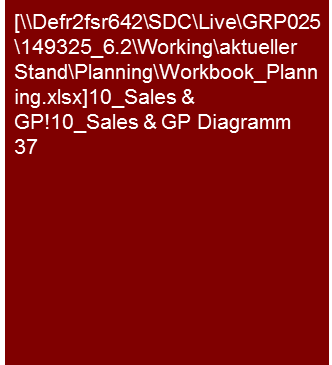 [\\Defr2fsr642\SDC\Live\GRP025
\149325_6.2\Working\aktueller
Stand\Planning\Workbook_Plann
ing.xlsx]10_Sales &
GP!10_Sales & GP Diagramm
37